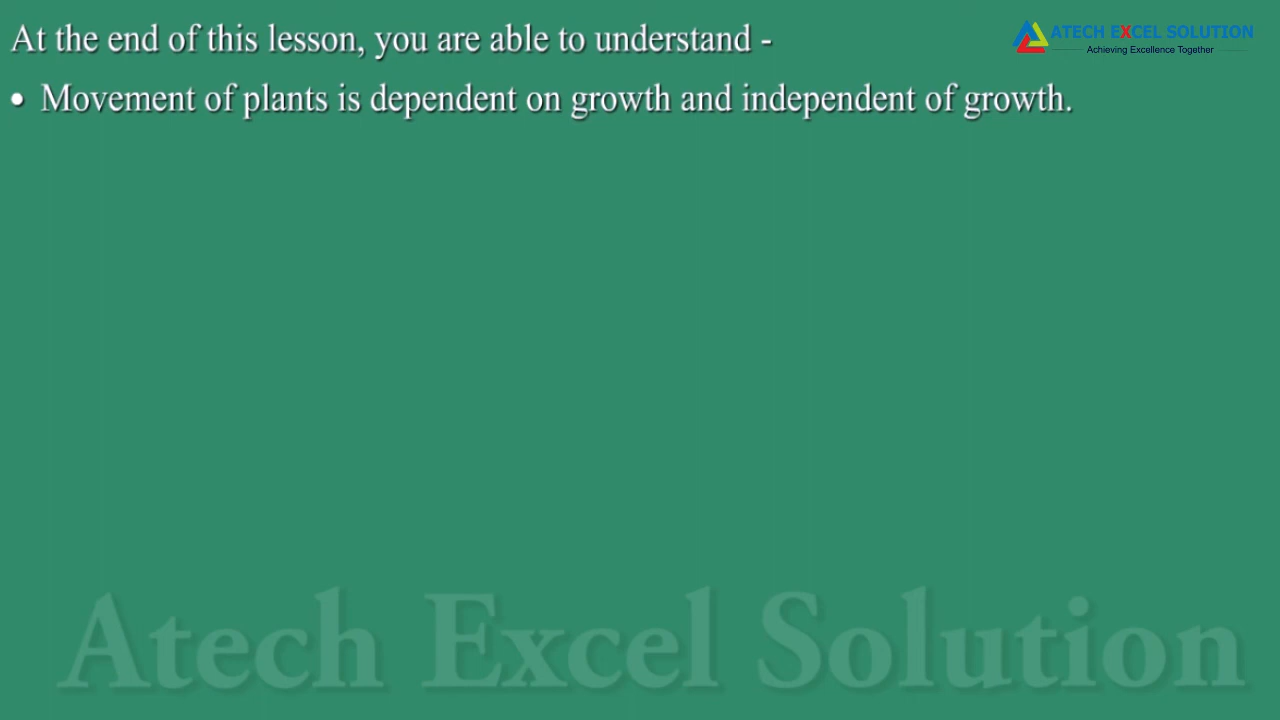 At the end of this lesson, you are able to understand -
ATECH EXCEL SOLUTION
Achieving Excellence Together
• Movement of plants is dependent on growth and independent of growth.
Atech Excel Solution